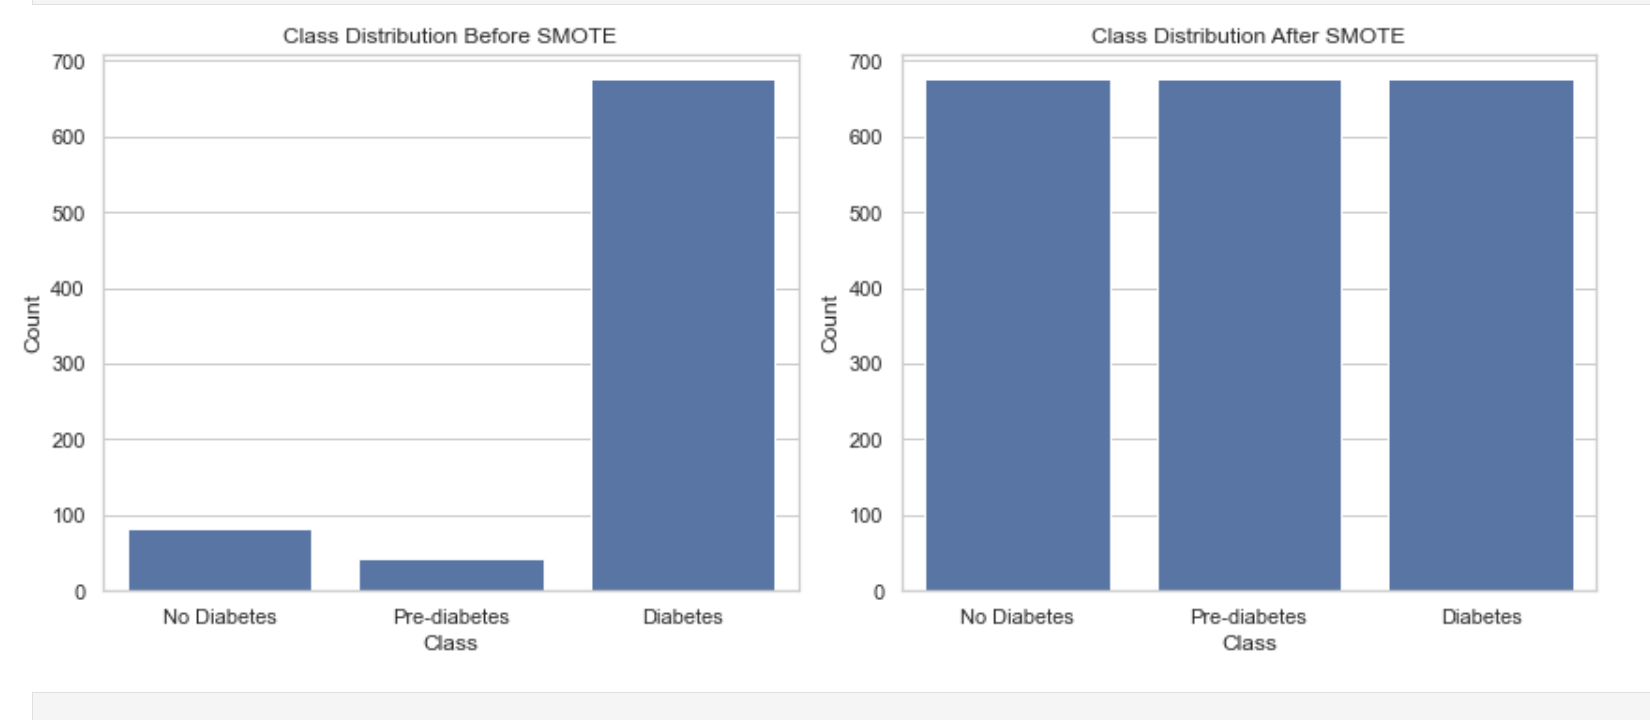 Class Distribution Before SMOTE
700
600
500
400
300
200
100
0
Count
No Diabetes Pre-diabetes Diabetes
Class
Class Distribution After SMOTE
700
600
500
400
300
200
100
0
Count
No Diabetes Pre-diabetes Diabetes
Class